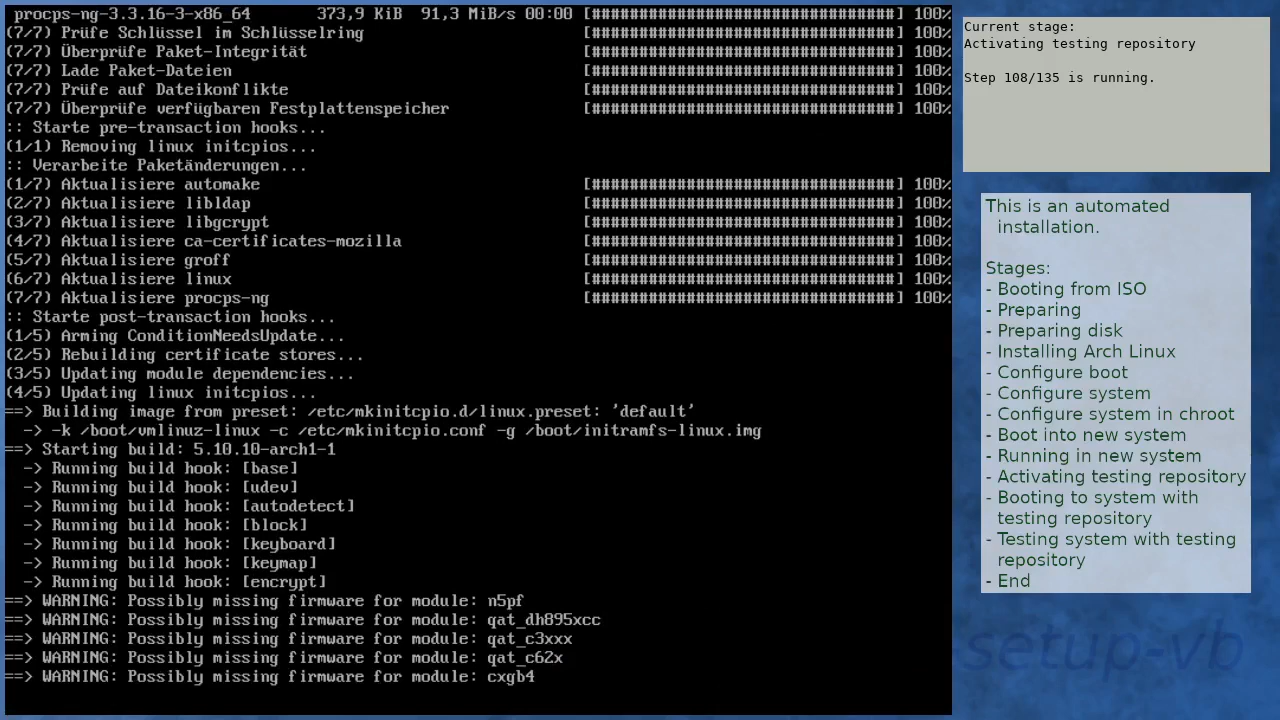 procps-ng-3.3.16-3-x86_64 373,9 KiB 91,3 MiB/s 00:00 [################################] 100%
(7/7) Prüfe Schlüssel im Schlüsselring [################################] 100%
(7/7) Überprüfe Paket-Integrität [################################] 100%
(7/7) Lade Paket-Dateien [################################] 100%
(7/7) Prüfe auf Dateikonflikte [################################] 100%
(7/7) Überprüfe verfügbaren Festplattenspeicher [################################] 100%
:: Starte pre-transaction hooks...
(1/1) Removing linux initcpios...
:: Verarbeite Paketänderungen...
(1/7) Aktualisiere automake [################################] 100%
(2/7) Aktualisiere libldap [################################] 100%
(3/7) Aktualisiere libgcrypt [################################] 100%
(4/7) Aktualisiere ca-certificates-mozilla [################################] 100%
(5/7) Aktualisiere groff [################################] 100%
(6/7) Aktualisiere linux [################################] 100%
(7/7) Aktualisiere procps-ng [################################] 100%
:: Starte post-transaction hooks...
(1/5) Arming ConditionNeedsUpdate...
(2/5) Rebuilding certificate stores...
(3/5) Updating module dependencies...
(4/5) Updating linux initcpios...
==> Building image from preset: /etc/mkinitcpio.d/linux.preset: 'default'
-> -k /boot/vmlinuz-linux -c /etc/mkinitcpio.conf -g /boot/initramfs-linux.img
==> Starting build: 5.10.10-arch1-1
-> Running build hook: [base]
-> Running build hook: [udev]
-> Running build hook: [autodetect]
-> Running build hook: [block]
-> Running build hook: [keyboard]
-> Running build hook: [keymap]
-> Running build hook: [encrypt]
==> WARNING: Possibly missing firmware for module: n5pf
==> WARNING: Possibly missing firmware for module: qat_dh895xcc
==> WARNING: Possibly missing firmware for module: qat_c3xxx
==> WARNING: Possibly missing firmware for module: qat_c62x
==> WARNING: Possibly missing firmware for module: cxgb4
Current stage:
Activating testing repository
Step 108/135 is running.
This is an automated
installation.
Stages:
- Booting from ISO
- Preparing
- Preparing disk
- Installing Arch Linux
- Configure boot
- Configure system
- Configure system in chroot
- Boot into new system
- Running in new system
- Activating testing repository
- Booting to system with
testing repository
- Testing system with testing
repository
- End
setup-vb